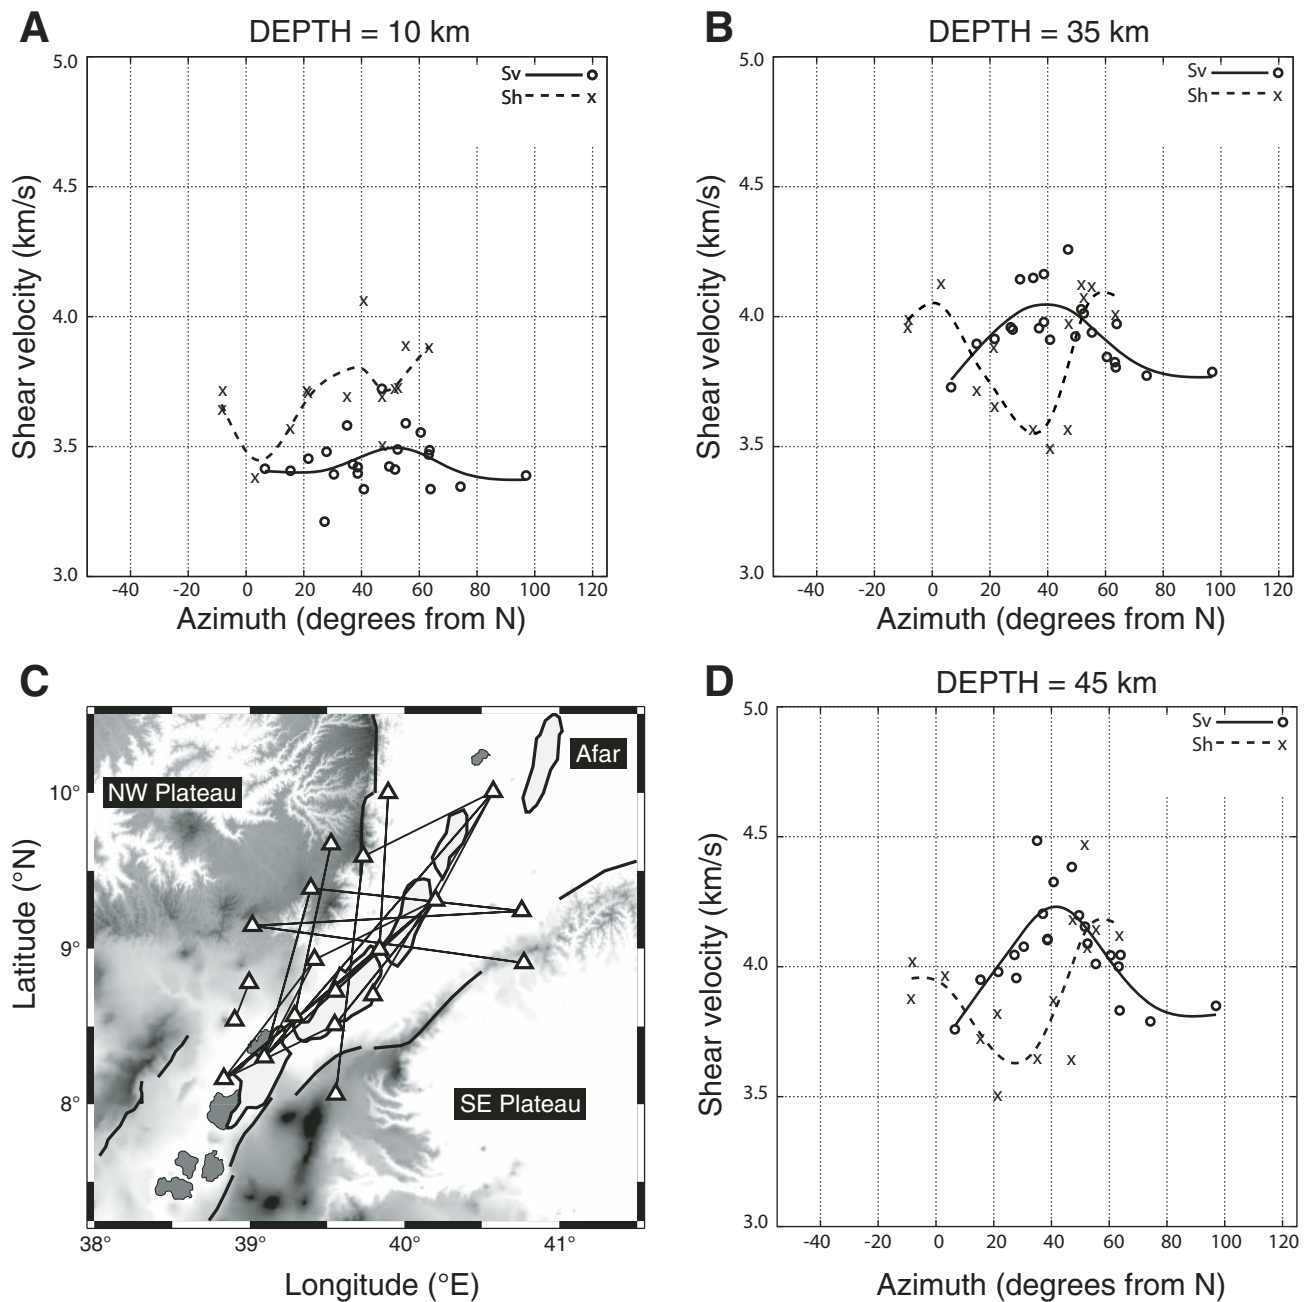 A
DEPTH = 10 km
5.0
4.5
4.0
3.5
3.0
Shear velocity (km/s)
Sv
Sh
-40 -20 0 20 40 60 80 100 120
Azimuth (degrees from N)
B
DEPTH = 35 km
5.0
4.5
4.0
3.5
3.0
Shear velocity (km/s)
Sv
Sh
-40 -20 0 20 40 60 80 100 120
Azimuth (degrees from N)
C
NW Plateau
Afar
SE Plateau
10°
9°
8°
Latitude (°N)
38° 39° 40° 41°
Longitude (°E)
D
DEPTH = 45 km
5.0
4.5
4.0
3.5
3.0
Shear velocity (km/s)
Sv
Sh
-40 -20 0 20 40 60 80 100 120
Azimuth (degrees from N)